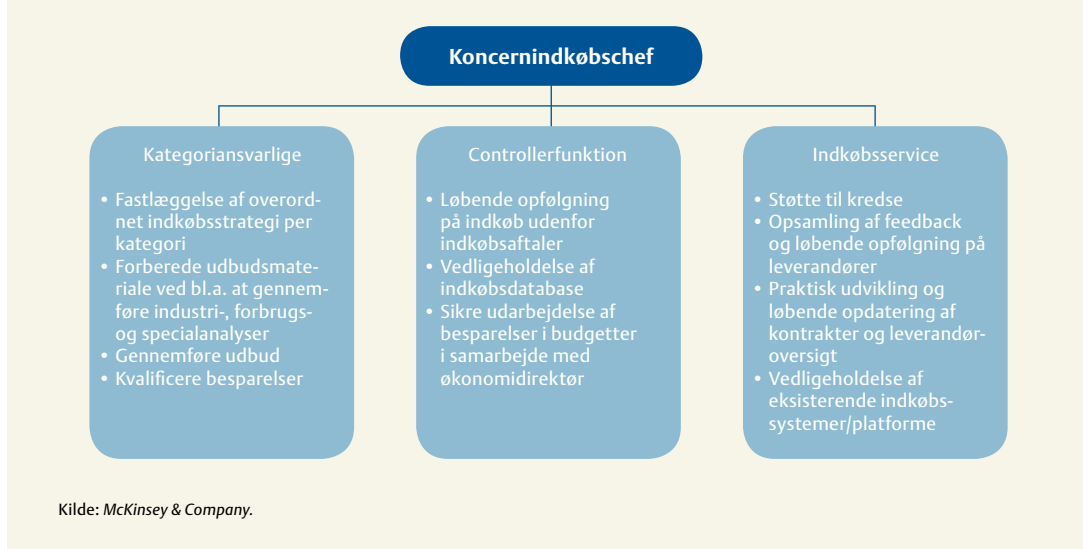 Koncernindkøbschef
Kategoriansvarlige
• Fastlæggelse af overord-
net indkøbsstrategi per
kategori
• Forberede udbudsmate-
riale ved bl.a. at gennem-
føre industri-, forbrugs-
og specialanalyser
• Gennemføre udbud
• Kvalificere besparelser
Controllerfunktion
• Løbende opfølgning
på indkøb udenfor
indkøbsaftaler
• Vedligeholdelse af
indkøbsdatabase
• Sikre udarbejdelse af
besparelser i budgetter
i samarbejde med
økonomidirektør
Indkøbsservice
• Støtte til kredse
• Opsamling af feedback
og løbende opfølgning på
leverandører
• Praktisk udvikling og
løbende opdatering af
kontrakter og leverandør-
oversigt
• Vedligeholdelse af
eksisterende indkøbs-
systemer/platforme
Kilde: McKinsey & Company.